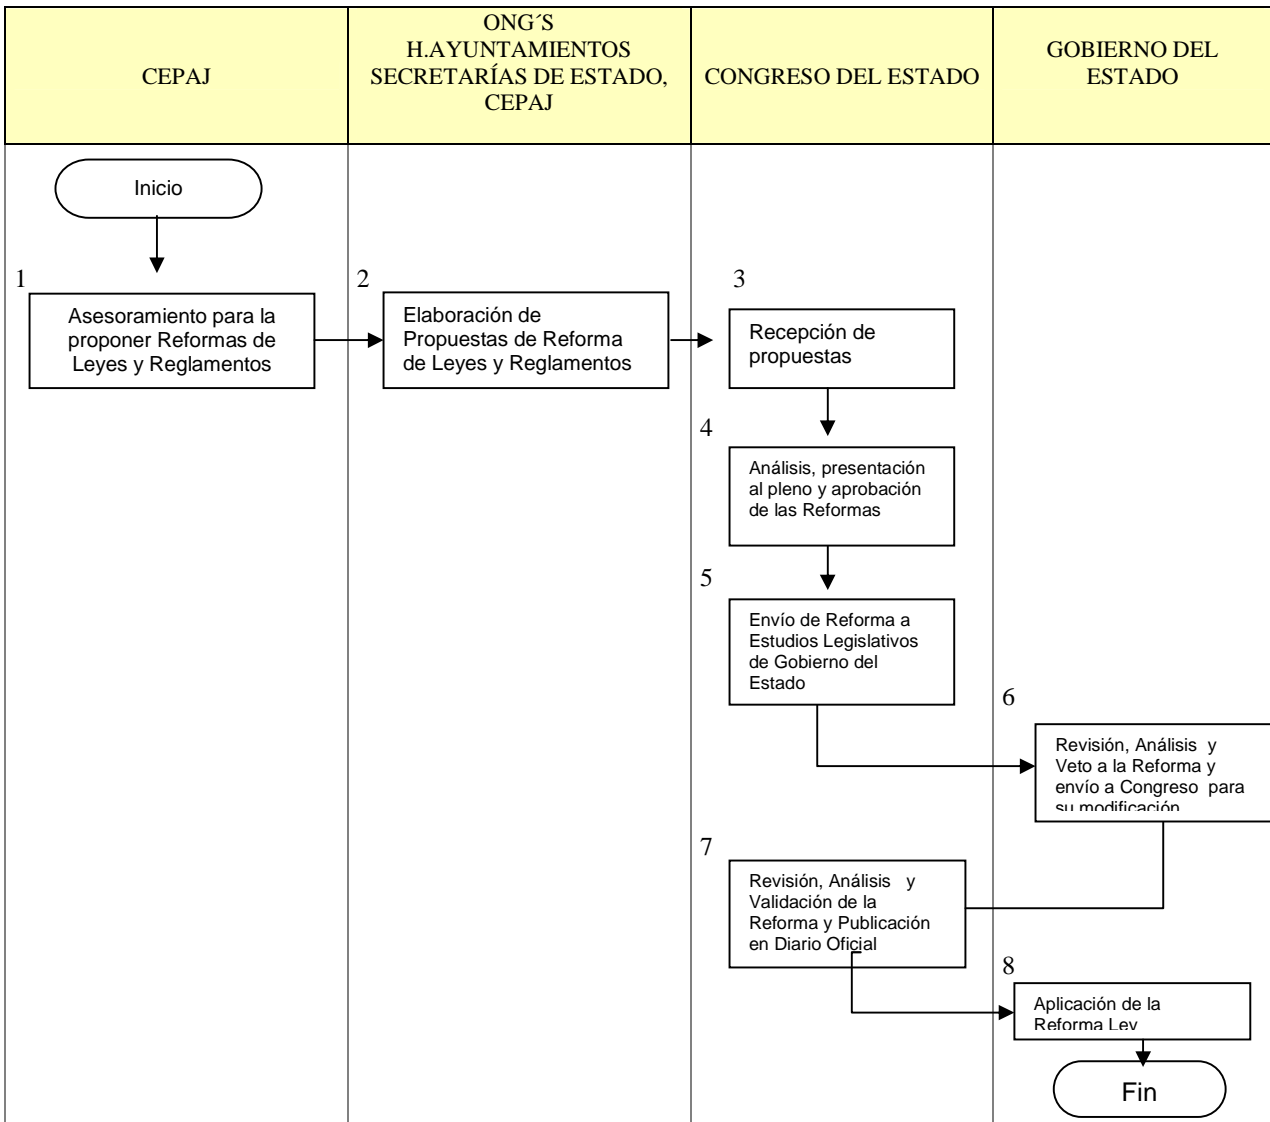 CEPAJ
ONG´S
H.AYUNTAMIENTOS
SECRETARÍAS DE ESTADO,
CEPAJ
CONGRESO DEL ESTADO
GOBIERNO DEL
ESTADO
Inicio
1
Asesoramiento para la
proponer Reformas de
Leyes y Reglamentos
2
Elaboración de
Propuestas de Reforma
de Leyes y Reglamentos
3
Recepción de
propuestas
4
Análisis, presentación
al pleno y aprobación
de las Reformas
5
Envío de Reforma a
Estudios Legislativos
de Gobierno del
Estado
6
Revisión, Análisis y
Veto a la Reforma y
envío a Congreso para
su modificación
7
Revisión, Análisis y
Validación de la
Reforma y Publicación
en Diario Oficial
8
Aplicación de la
Reforma Ley
Fin